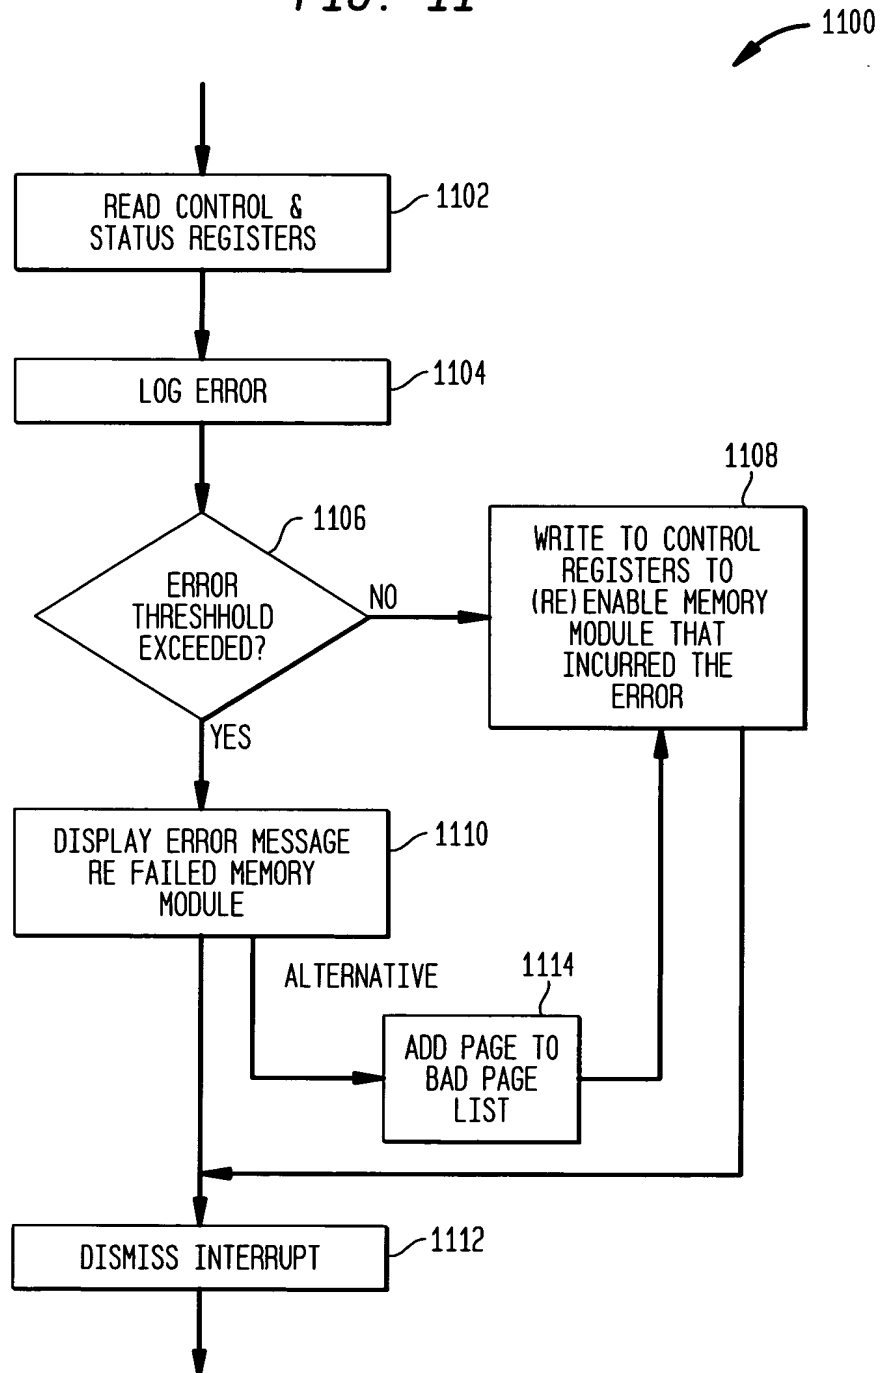 FIG. 11
1100
READ CONTROL &
STATUS REGISTERS
1102
LOG ERROR
1104
1106
ERROR
THRESHHOLD
EXCEEDED?
NO
YES
1108
WRITE TO CONTROL
REGISTERS TO
(RE)ENABLE MEMORY
MODULE THAT
INCURRED THE
ERROR
DISPLAY ERROR MESSAGE
RE FAILED MEMORY
MODULE
1110
ALTERNATIVE
1114
ADD PAGE TO
BAD PAGE
LIST
DISMISS INTERRUPT
1112